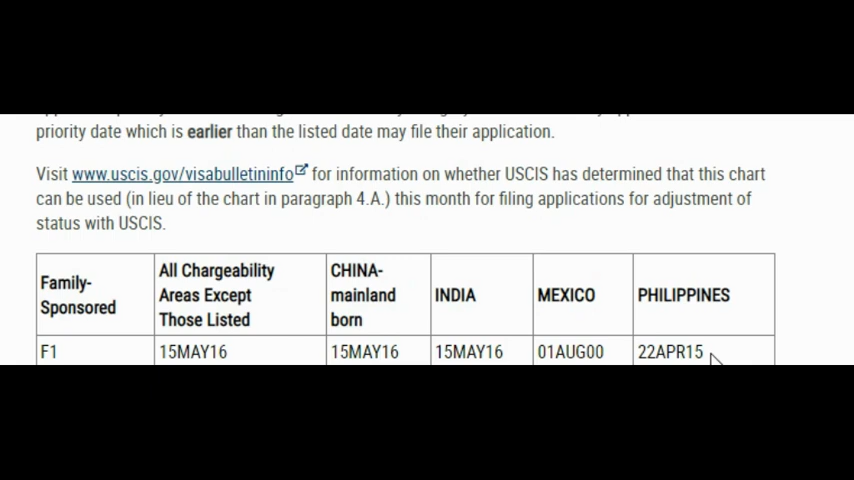 priority date which is earlier than the listed date may file their application.
Visit www.uscis.gov/visabulletininfo for information on whether USCIS has determined that this chart
can be used (in lieu of the chart in paragraph 4.A.) this month for filing applications for adjustment of
status with USCIS.
Family-Sponsored All Chargeability Areas Except Those Listed CHINA-mainland born INDIA MEXICO PHILIPPINES
F1 15MAY16 15MAY16 15MAY16 01AUG00 22APR15